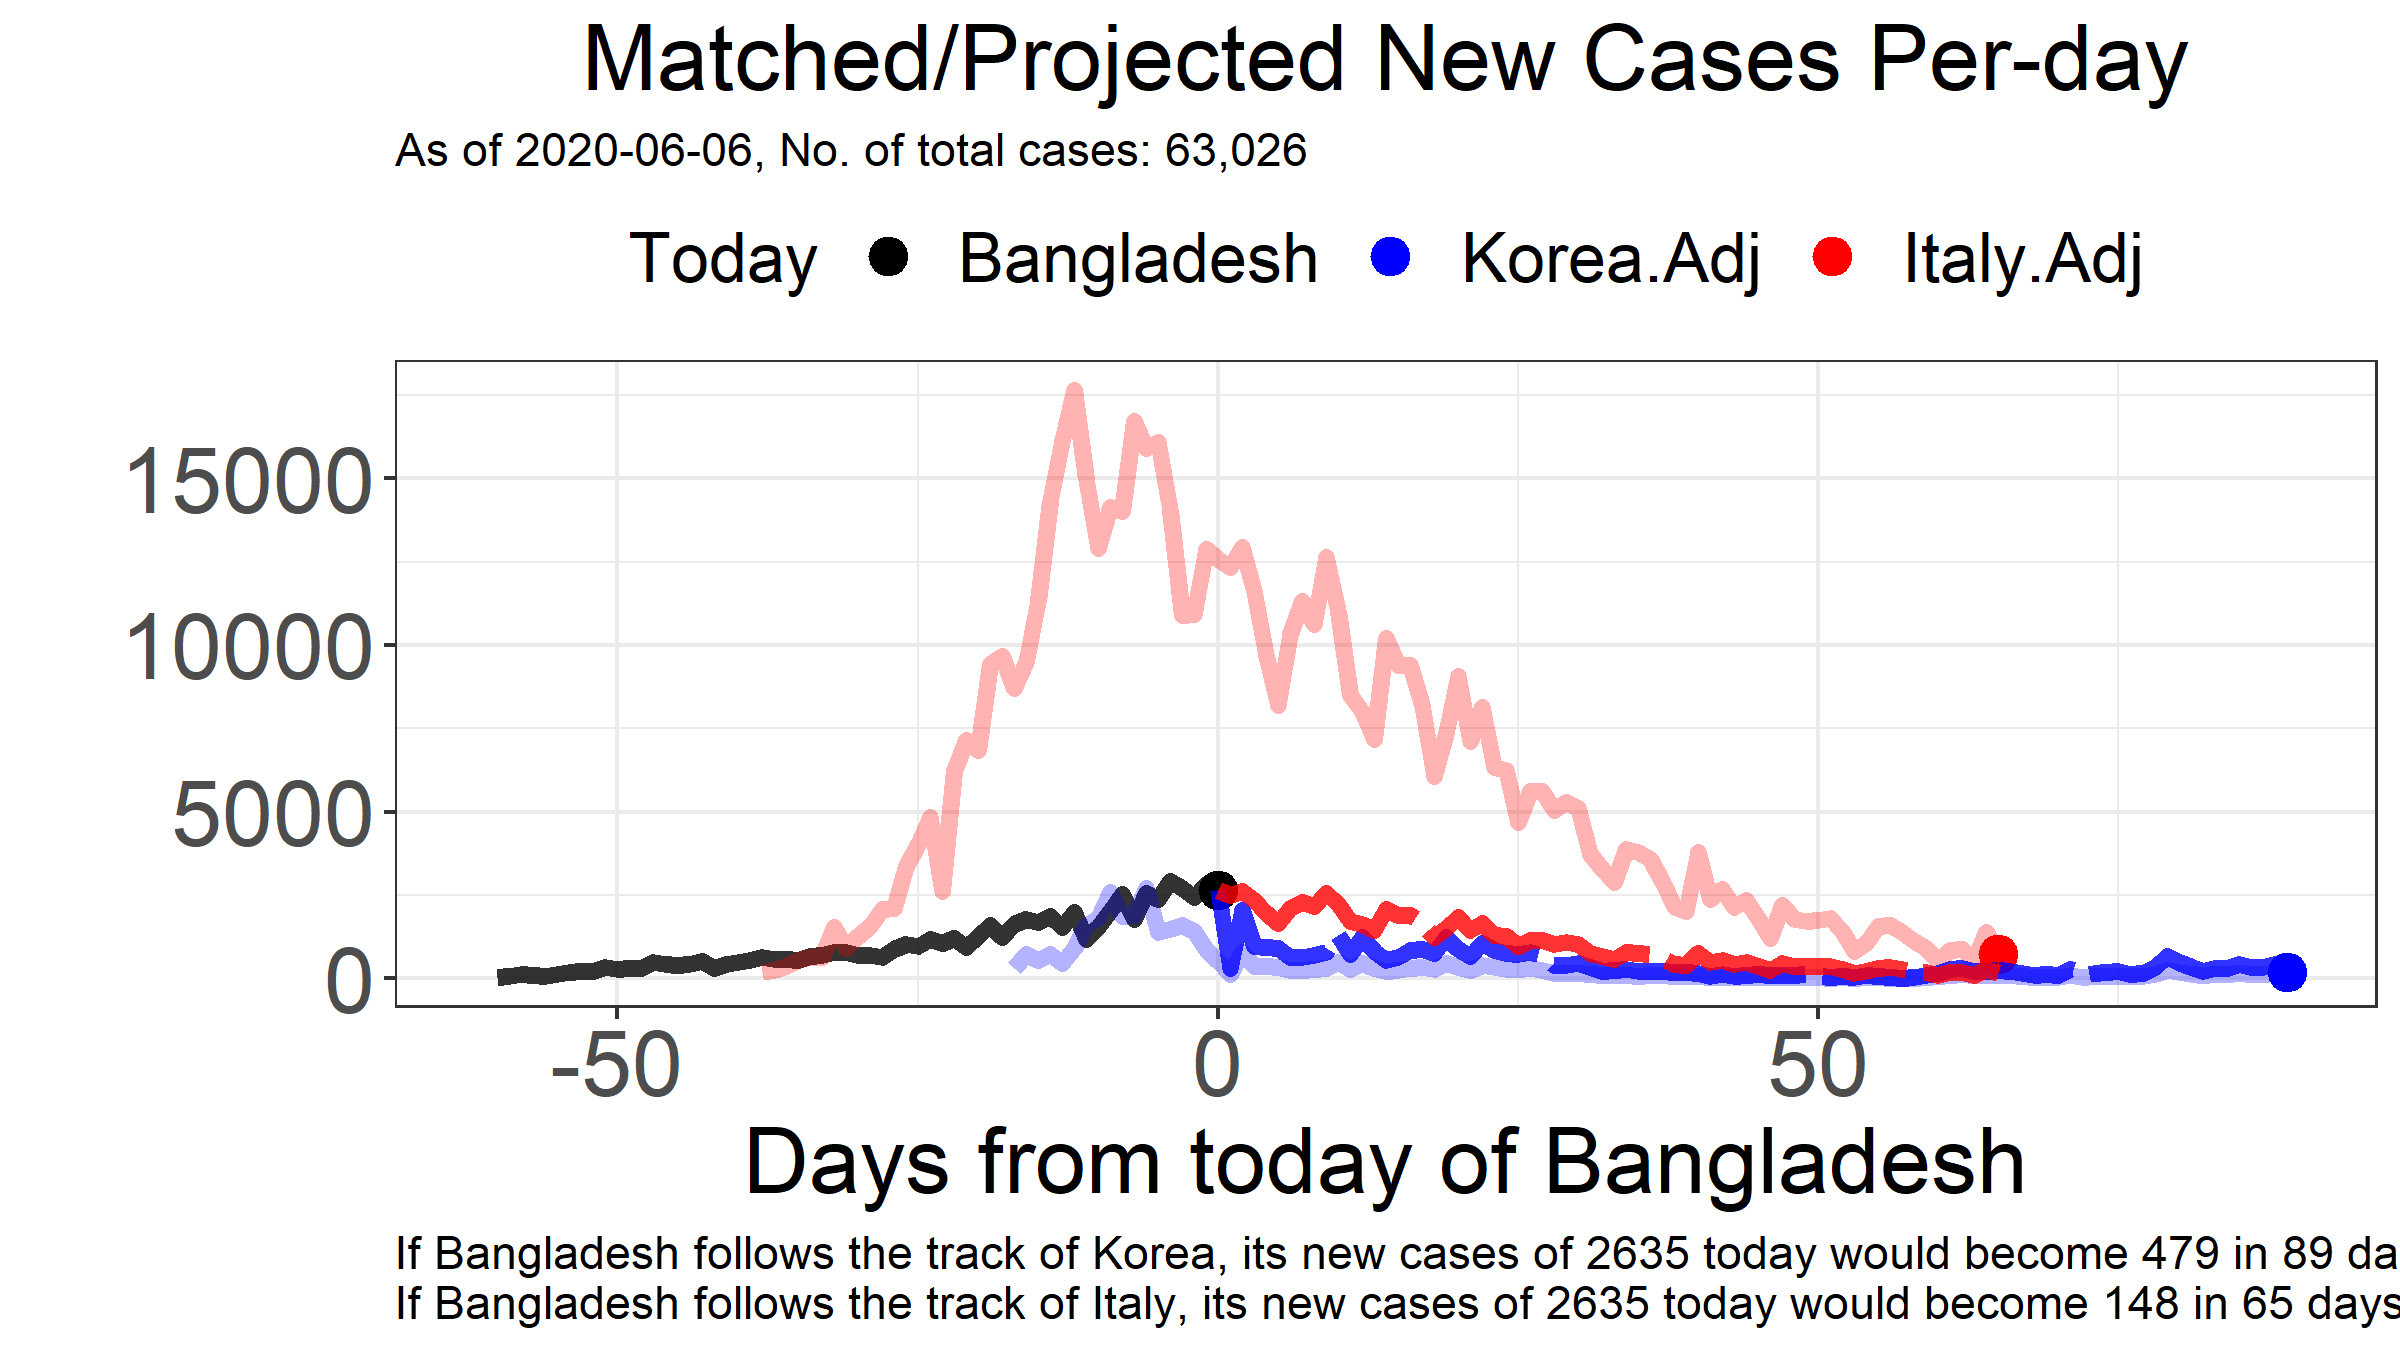 Matched/Projected New Cases Per-day
As of 2020-06-06, No. of total cases: 63,026
Today Bangladesh Korea.Adj Italy.Adj
15000
10000
5000
0
-50 0 50
Days from today of Bangladesh
If Bangladesh follows the track of Korea, its new cases of 2635 today would become 479 in 89 da
If Bangladesh follows the track of Italy, its new cases of 2635 today would become 148 in 65 days